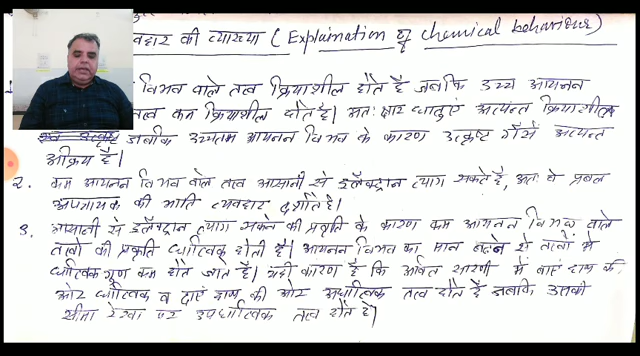 व्यवहार की व्याख्या (Explaination of chemical behaviour)
विभव वाले तत्व क्रियाशील होते हैं जबकि उच्च आयनन
तत्व कम क्रियाशील होते हैं। अतः क्षार धातुएं अत्यन्त क्रियाशील
जबकि उच्चतम आयनन विभव के कारण उत्कृष्ट गैसें अत्यन्त
अक्रिय हैं।
2. कम आयनन विभव वाले तत्व आसानी से इलैक्ट्रान त्याग सकते हैं, अतः ये प्रबल
अपचायक की भांति व्यवहार दर्शाते हैं।
3. आसानी से इलैक्ट्रान त्याग सकने की प्रवृति के कारण कम आयनन विभव वाले
तत्वों की प्रकृति धात्विक होती है। आयनन विभव का मान बढने से तत्वों में
धात्विक गुण कम होते जाते हैं। यही कारण है कि आर्वत सारणी में बाएं हाथ की
ओर धात्विक व दाएं हाथ की ओर अधात्विक तत्व होते हैं जबकि उनकी
सीमा रेखा पर उपधात्विक तत्व होते हैं।